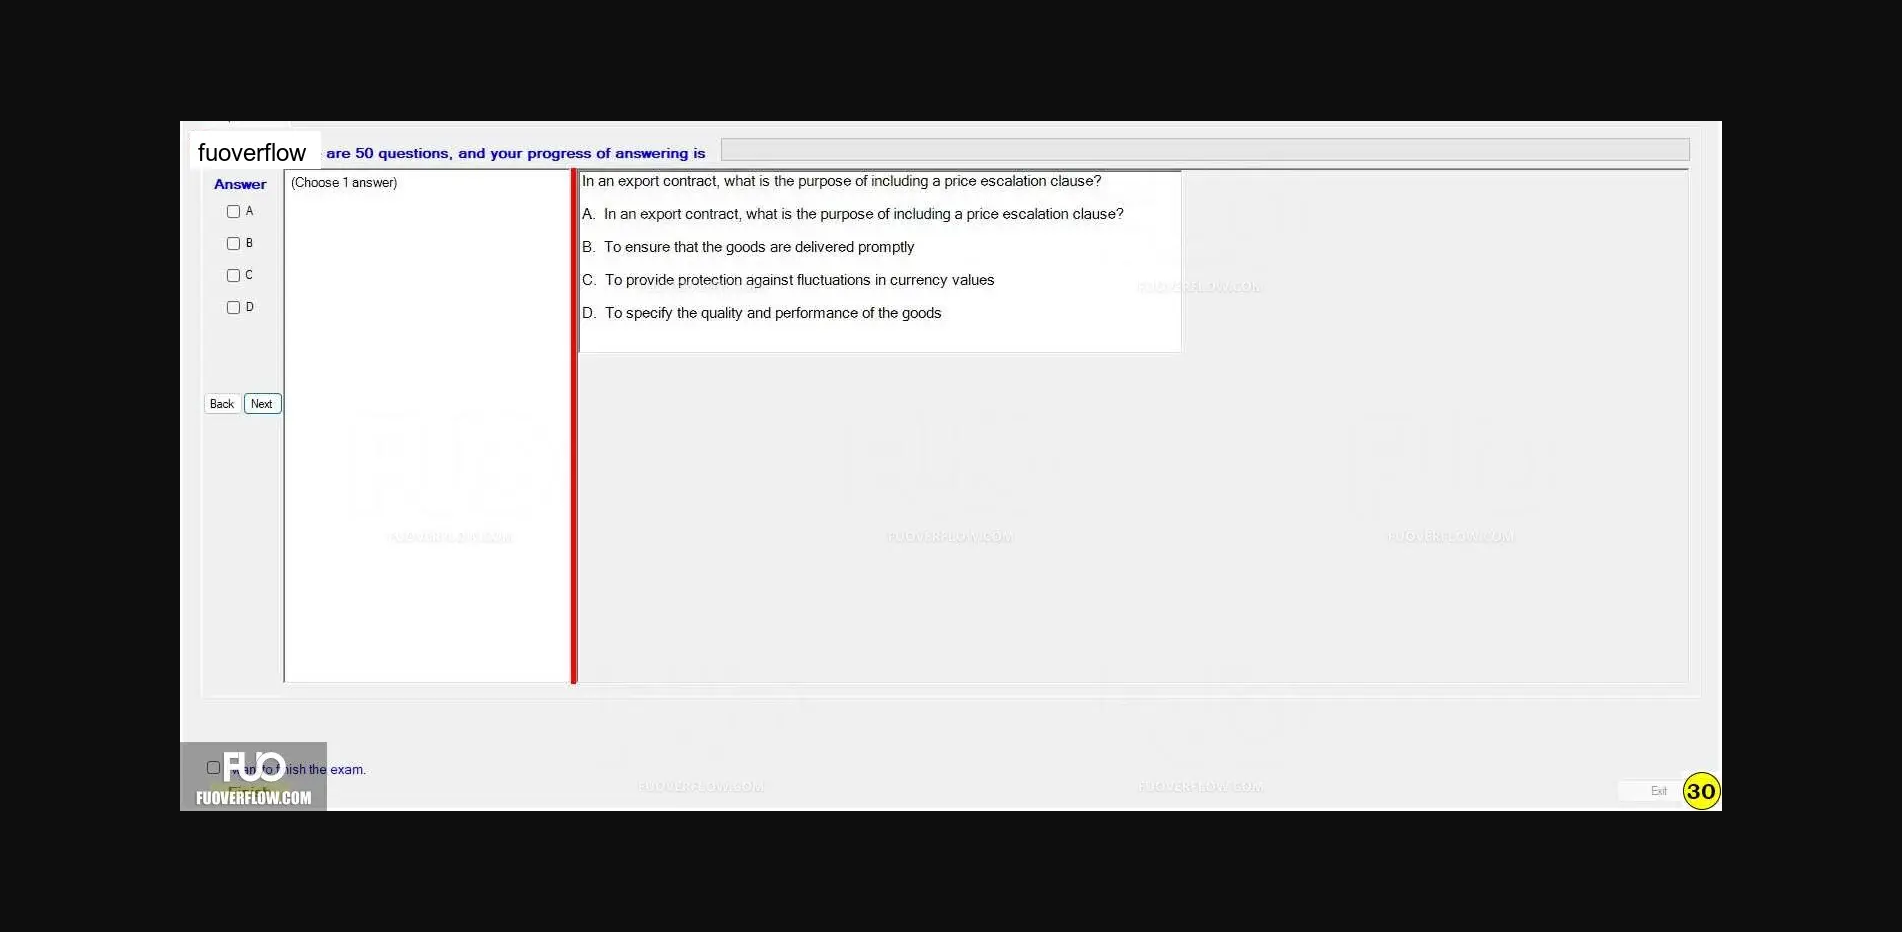 fuoverflow are 50 questions, and your progress of answering is
Answer
(Choose 1 answer)
A
B
C
D
Back Next
In an export contract, what is the purpose of including a price escalation clause?
A. In an export contract, what is the purpose of including a price escalation clause?
B. To ensure that the goods are delivered promptly
C. To provide protection against fluctuations in currency values
D. To specify the quality and performance of the goods
FUOVERFLOW.COM
FUOVERFLOW.COM
FUOVERFLOW.COM
FUOVERFLOW.COM
FUO
to finish the exam.
Finish
FUOVERFLOW.COM
FUOVERFLOW.COM
FUOVERFLOW.COM
Exit
30